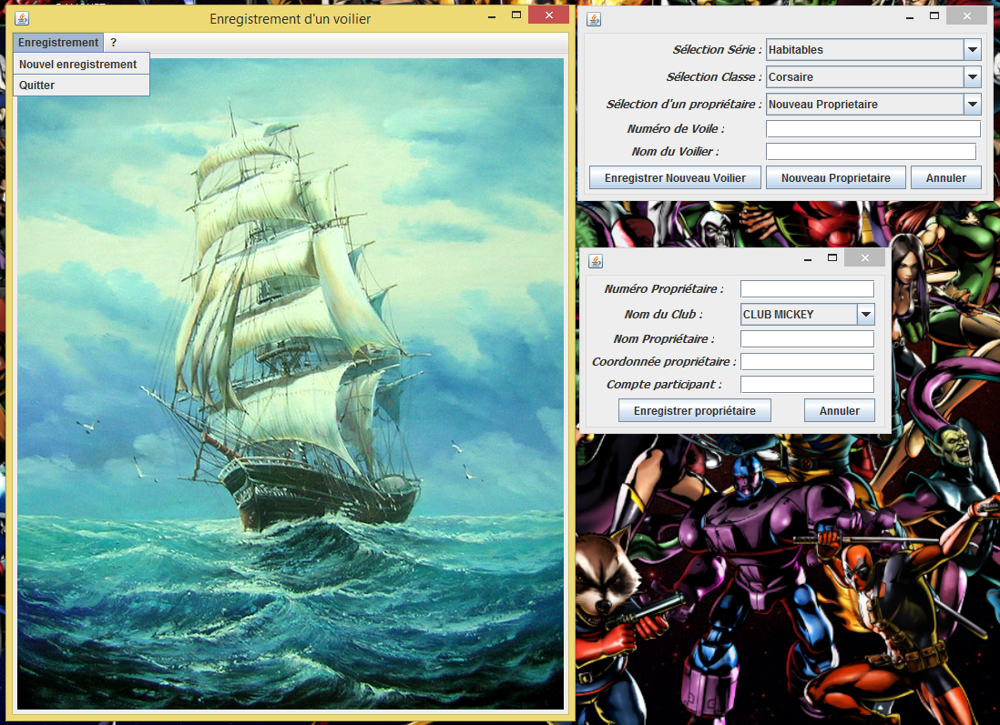 Enregistrement d'un voilier
Enregistrement ?
Nouvel enregistrement
Quitter
Sélection Série : Habitables
Sélection Classe : Corsaire
Sélection d'un propriétaire : Nouveau Proprietaire
Numéro de Voile :
Nom du Voilier :
Enregistrer Nouveau Voilier Nouveau Proprietaire Annuler
Numéro Propriétaire :
Nom du Club : CLUB MICKEY
Nom Propriétaire :
Coordonnée propriétaire :
Compte participant :
Enregistrer propriétaire Annuler